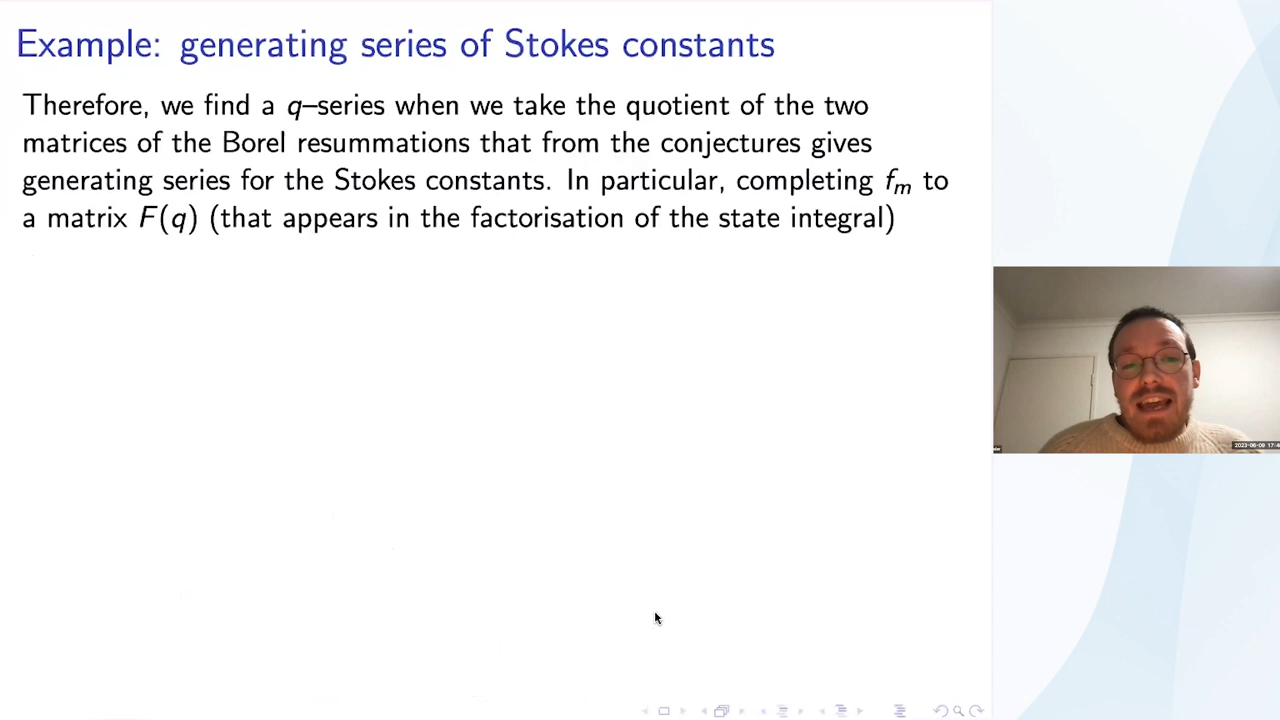 Example: generating series of Stokes constants
Therefore, we find a q–series when we take the quotient of the two
matrices of the Borel resummations that from the conjectures gives
generating series for the Stokes constants. In particular, completing fₘ to
a matrix F(q) (that appears in the factorisation of the state integral)